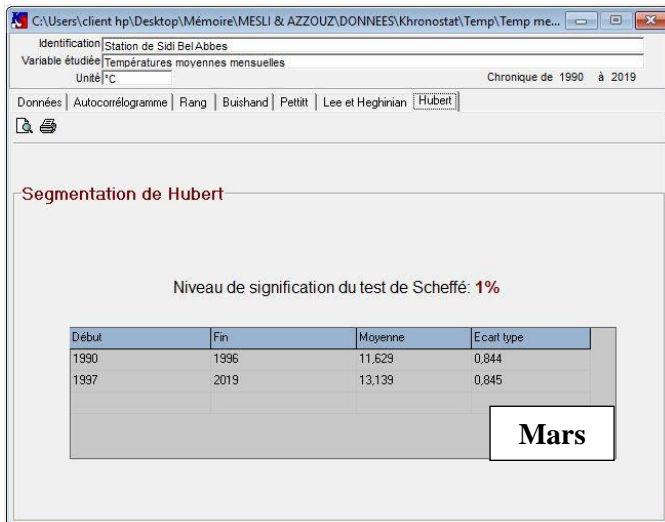 C:\Users\client hp\Desktop\Mémoire\MESLI & AZZOUZ\DONNEES\Khronostat\Temp\Temp me...
Identification Station de Sidi Bel Abbes
Variable étudiée Températures moyennes mensuelles
Unité °C Chronique de 1990 à 2019
Données Autocorrélogramme Rang Buishand Pettitt Lee et Heghinian Hubert
Segmentation de Hubert
Niveau de signification du test de Scheffé: 1%
Début Fin Moyenne Ecart type
1990 1996 11,629 0,844
1997 2019 13,139 0,845
Mars